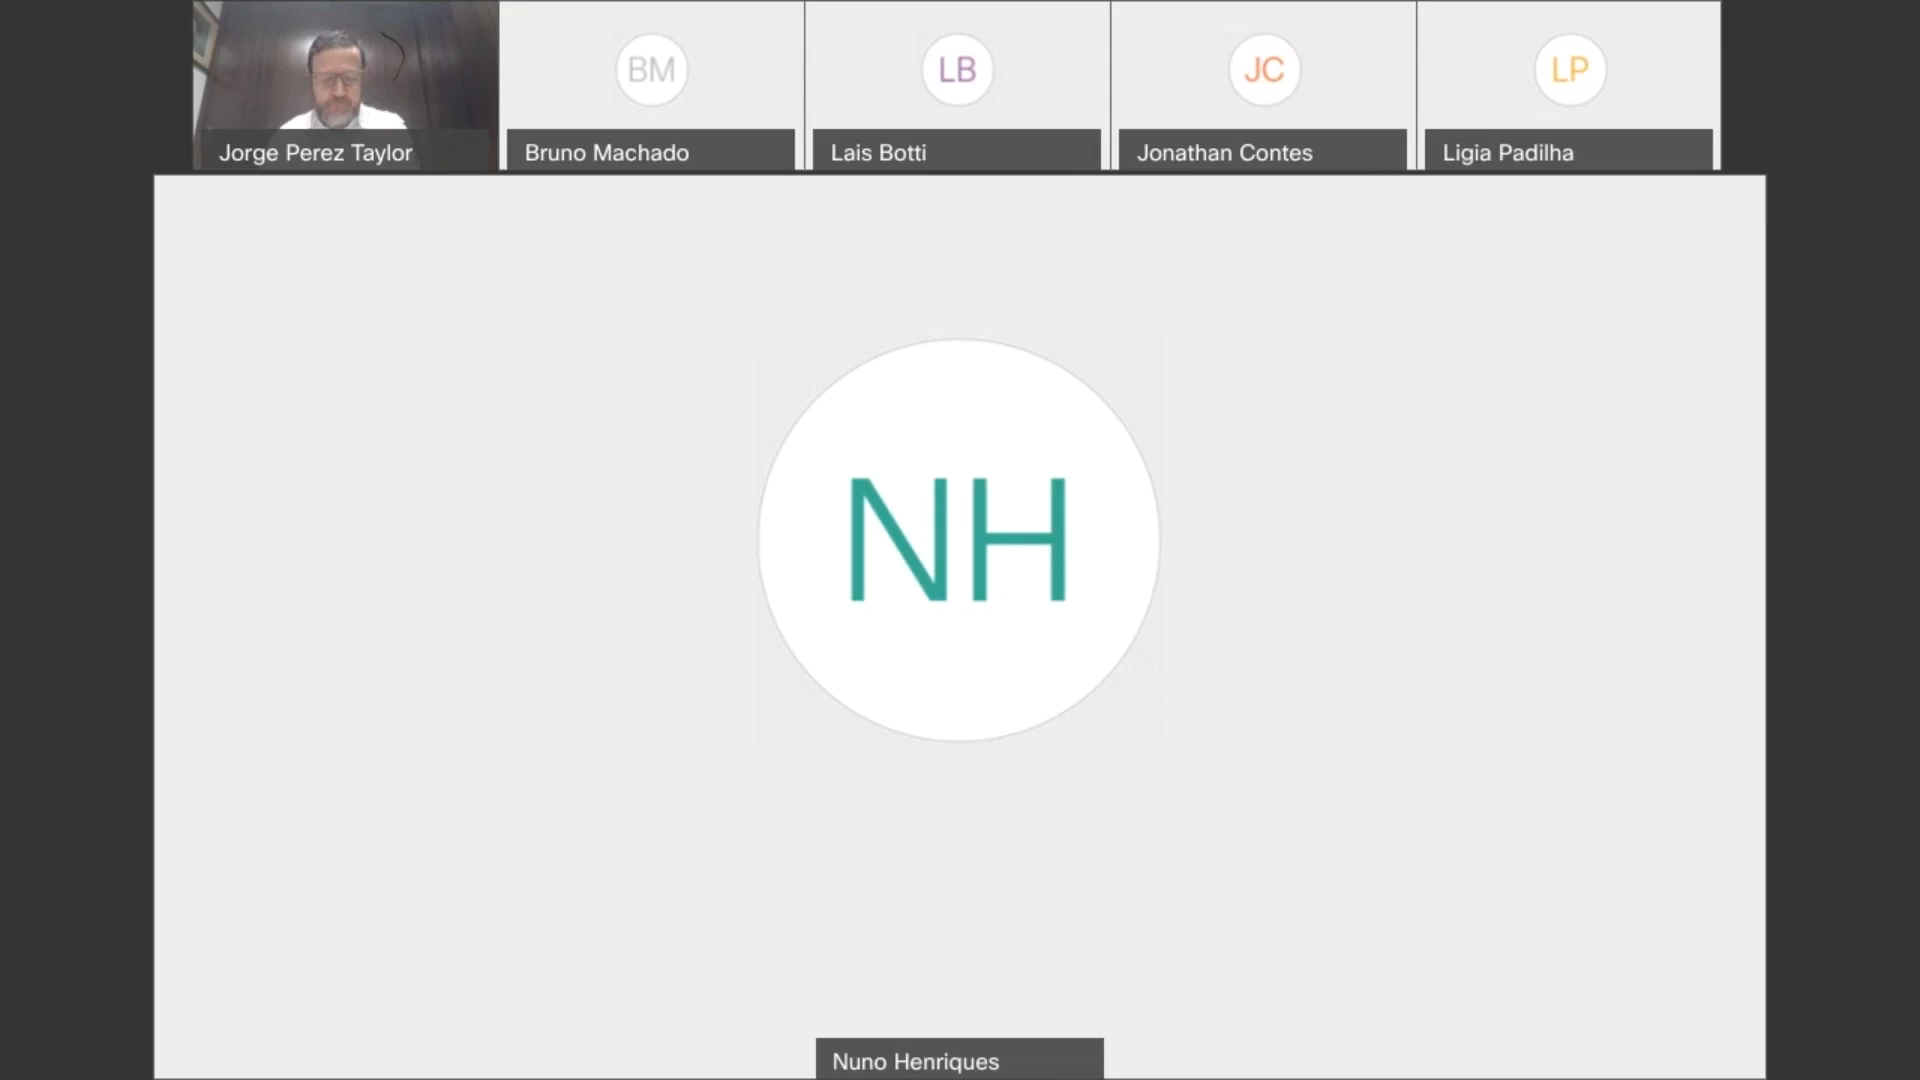 BM
LB
JC
LP
Jorge Perez Taylor
Bruno Machado
Lais Botti
Jonathan Contes
Ligia Padilha
NH
Nuno Henriques